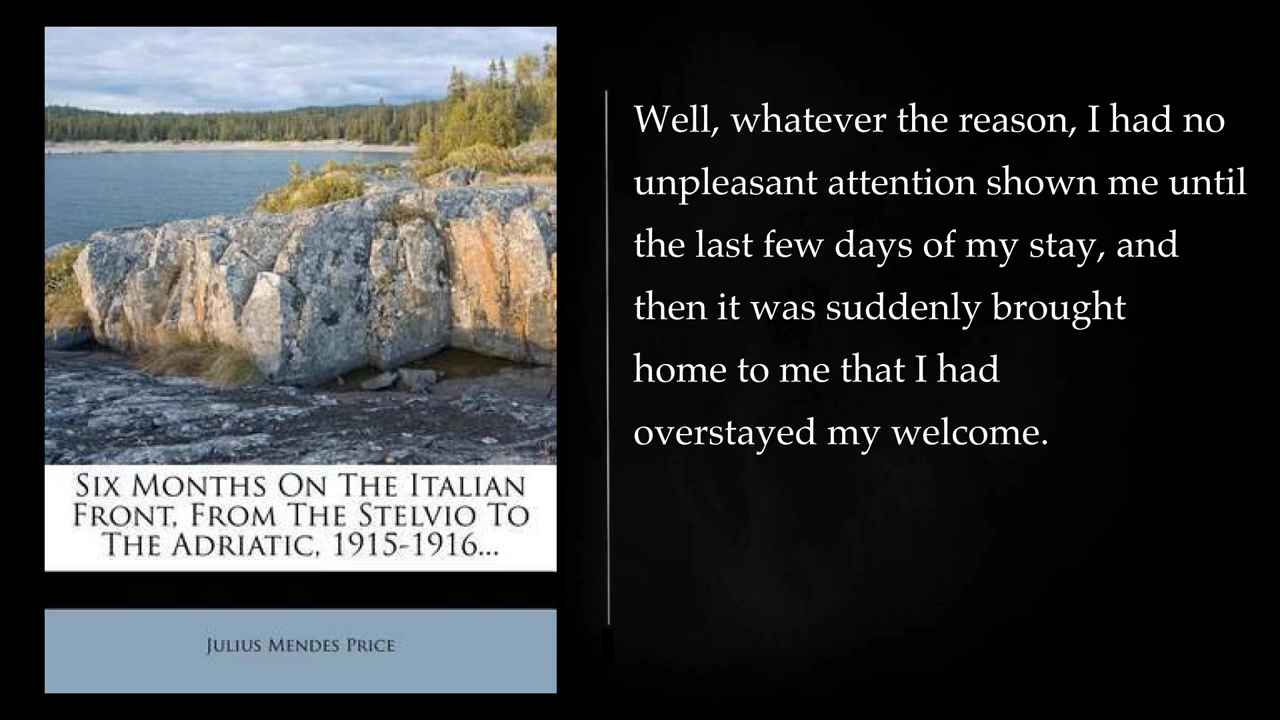 SIX MONTHS ON THE ITALIAN
FRONT, FROM THE STELVIO TO
THE ADRIATIC, 1915-1916...
JULIUS MENDES PRICE
Well, whatever the reason, I had no
unpleasant attention shown me until
the last few days of my stay, and
then it was suddenly brought
home to me that I had
overstayed my welcome.